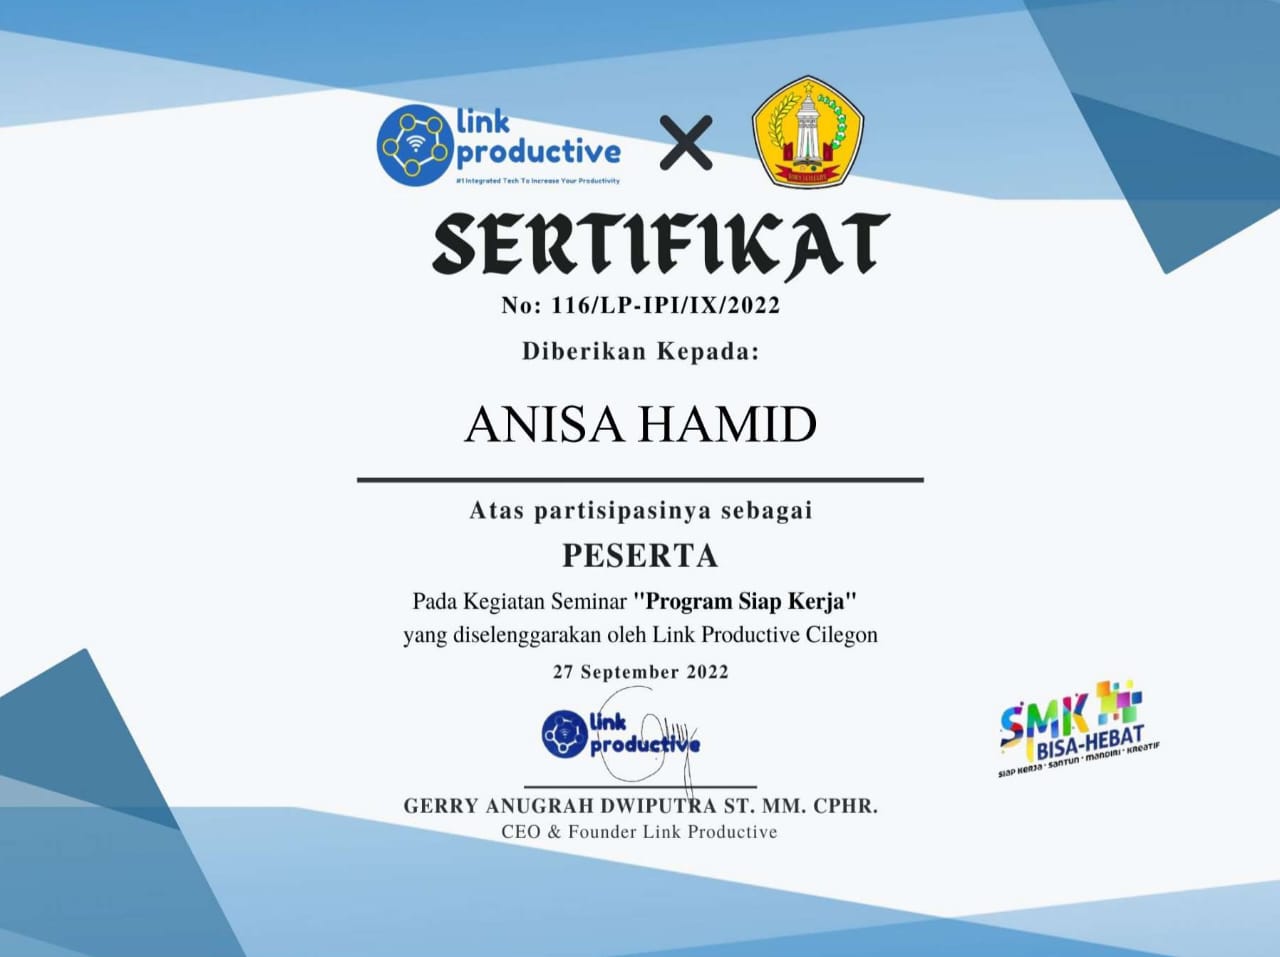 link
productive
#1 Integrated Tech To Increase Your Productivity
SERTIFIKAT
No: 116/LP-IPI/IX/2022
Diberikan Kepada:
ANISA HAMID
Atas partisipasinya sebagai
PESERTA
Pada Kegiatan Seminar "Program Siap Kerja"
yang diselenggarakan oleh Link Productive Cilegon
27 September 2022
link
productive
GERRY ANUGRAH DWIPUTRA ST. MM. CPHR.
CEO & Founder Link Productive
SMK
BISA-HEBAT
SIAP KERJA · SANTUN · MANDIRI · KREATIF